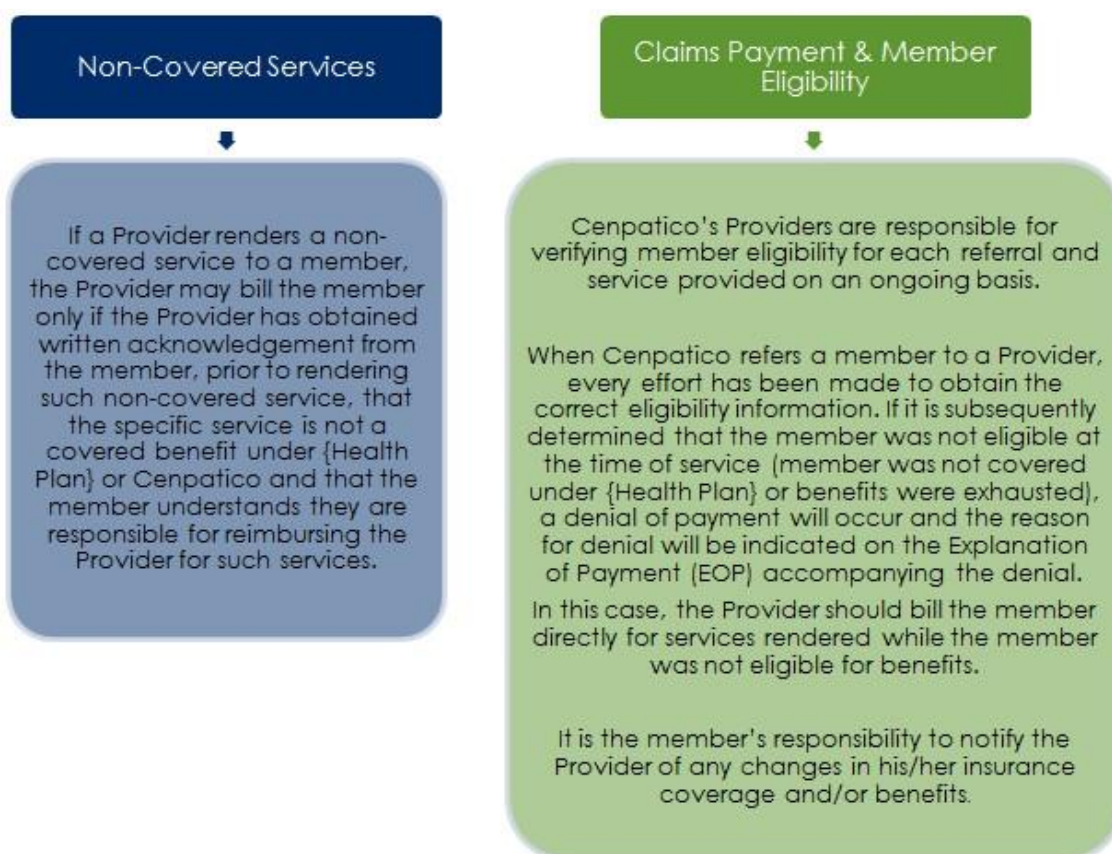 Non-Covered Services
If a Provider renders a non-
covered service to a member,
the Provider may bill the member
only if the Provider has obtained
written acknowledgement from
the member, prior to rendering
such non-covered service, that
the specific service is not a
covered benefit under {Health
Plan} or Cenpatico and that the
member understands they are
responsible for reimbursing the
Provider for such services.
Claims Payment & Member
Eligibility
Cenpatico's Providers are responsible for
verifying member eligibility for each referral and
service provided on an ongoing basis.
When Cenpatico refers a member to a Provider,
every effort has been made to obtain the
correct eligibility information. If it is subsequently
determined that the member was not eligible at
the time of service (member was not covered
under {Health Plan} or benefits were exhausted),
a denial of payment will occur and the reason
for denial will be indicated on the Explanation
of Payment (EOP) accompanying the denial.
In this case, the Provider should bill the member
directly for services rendered while the member
was not eligible for benefits.
It is the member's responsibility to notify the
Provider of any changes in his/her insurance
coverage and/or benefits.